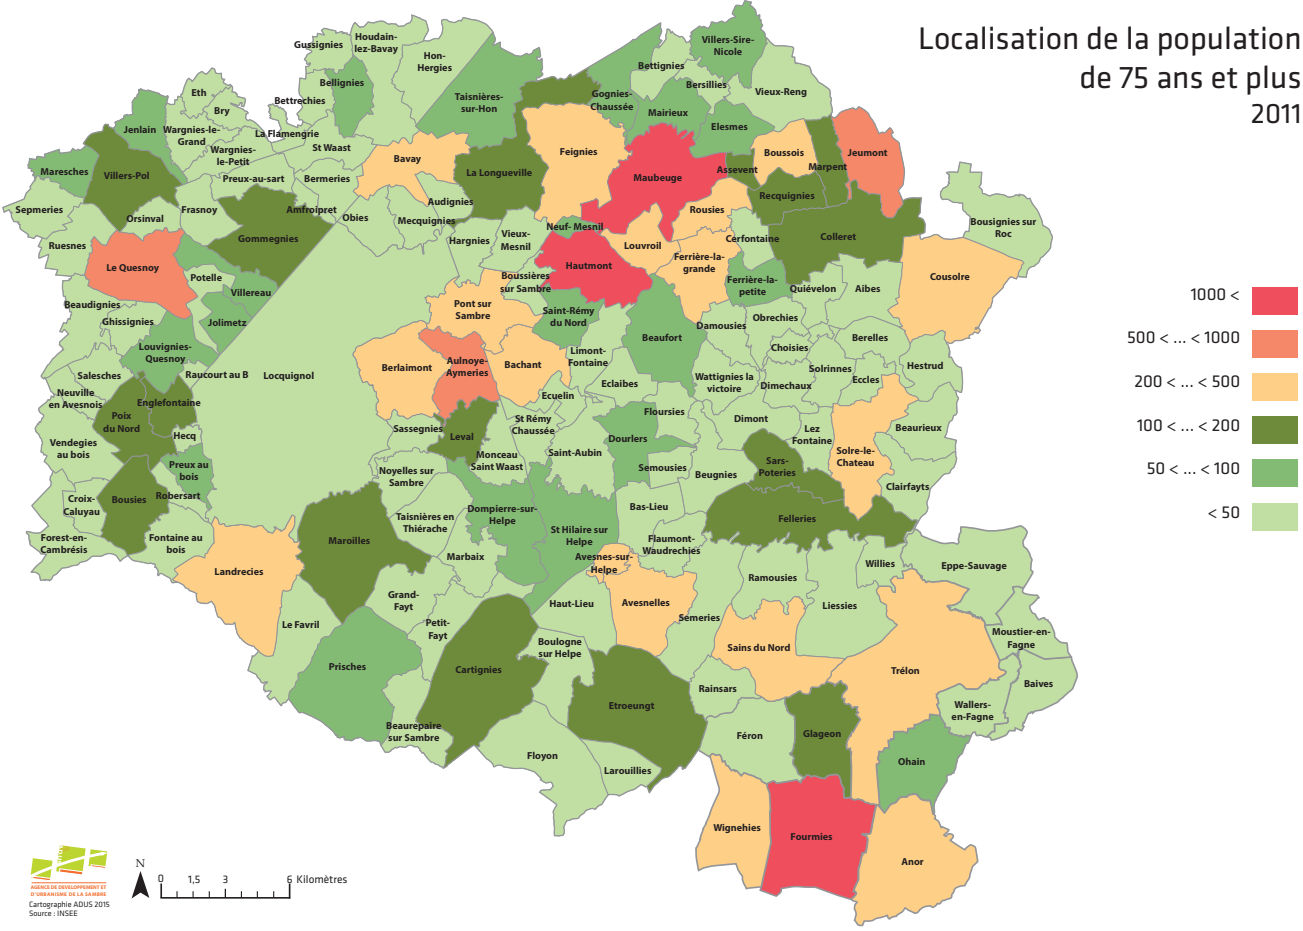 Localisation de la population
de 75 ans et plus
2011
1000 <
500 < ... < 1000
200 < ... < 500
100 < ... < 200
50 < ... < 100
< 50
Gussignies
Houdain-
lez-Bavay
Hon-
Hergies
Bellignies
Bettrechies
Taisnières-
sur-Hon
Gognies-
Chaussée
Bettignies
Villers-Sire-
Nicole
Bersillies
Vieux-Reng
Mairieux
Elesmes
Eth
Bry
Jenlain
Wargnies-le-
Grand
Wargnies-
le-Petit
La Flamengrie
St Waast
Bavay
Feignies
Maubeuge
Assevent
Boussois
Marpent
Jeumont
Maresches
Villers-Pol
Preux-au-sart
Bermeries
La Longueville
Recquignies
Rousies
Sepmeries
Orsinval
Frasnoy
Amfroipret
Obies
Audignies
Mecquignies
Neuf- Mesnil
Bousignies sur
Roc
Ruesnes
Gommegnies
Hargnies
Vieux-
Mesnil
Louvroil
Cerfontaine
Colleret
Le Quesnoy
Potelle
Hautmont
Ferrière-la-
grande
Ferrière-la-
petite
Cousolre
Villereau
Boussières
sur Sambre
Quiévelon
Aibes
Beaudignies
Ghissignies
Jolimetz
Pont sur
Sambre
Saint-Rémy
du Nord
Damousies
Obrechies
Beaufort
Choisies
Berelles
Louvignies-
Quesnoy
Limont-
Fontaine
Salesches
Raucourt au B
Locquignol
Berlaimont
Aulnoye-
Aymeries
Bachant
Eclaibes
Wattignies la
victoire
Dimechaux
Solrinnes
Eccles
Hestrud
Neuville
en Avesnois
Englefontaine
Ecuelin
Floursies
Poix
du Nord
Hecq
Sassegnies
Leval
St Rémy
Chaussée
Dourlers
Dimont
Lez
Fontaine
Beaurieux
Vendegies
au bois
Preux au
bois
Monceau
Saint Waast
Saint-Aubin
Semousies
Beugnies
Sars-
Poteries
Solre-le-
Chateau
Noyelles sur
Sambre
Clairfayts
Croix-
Caluyau
Bousies
Robersart
Bas-Lieu
Felleries
Taisnières en
Thiérache
Dompierre-sur-
Helpe
St Hilaire sur
Helpe
Forest-en-
Cambrésis
Fontaine au
bois
Maroilles
Flaumont-
Waudrechies
Marbaix
Avesnes-sur-
Helpe
Landrecies
Ramousies
Willies
Eppe-Sauvage
Grand-
Fayt
Haut-Lieu
Avesnelles
Semeries
Liessies
Le Favril
Petit-
Fayt
Boulogne
sur Helpe
Sains du Nord
Moustier-en-
Fagne
Prisches
Cartignies
Trélon
Baives
Rainsars
Etroeungt
Wallers-
en-Fagne
Beaurepaire
sur Sambre
Féron
Glageon
Floyon
Larouillies
Ohain
Wignehies
Fourmies
Anor
AGENCE DE DEVELOPPEMENT ET
D'URBANISME DE LA SAMBRE
Cartographie ADUS 2015
Source : INSEE
N
0 1,5 3 6 Kilomètres